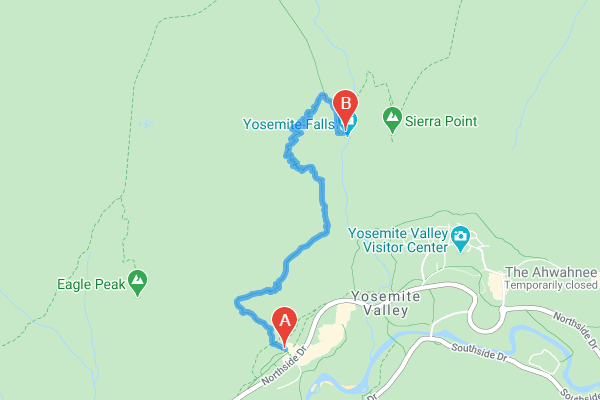 B
Yosemite Falls
Sierra Point
Yosemite Valley
Visitor Center
The Ahwahnee
Temporarily closed
Eagle Peak
Yosemite
Valley
A
Northside Dr
Northside Dr
Southside Dr
Southside
Dr